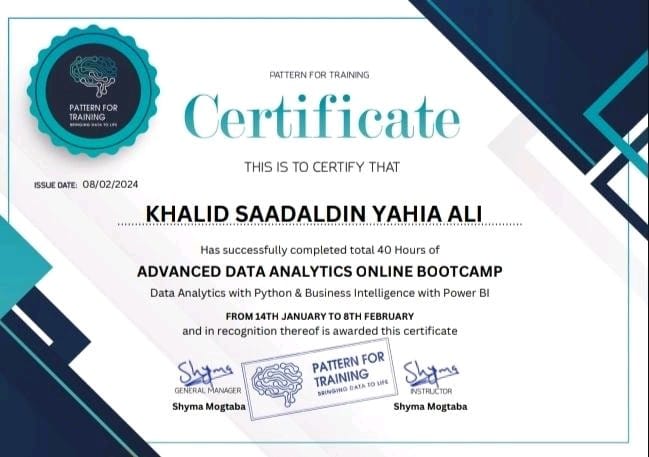 PATTERN FOR TRAINING
Certificate
THIS IS TO CERTIFY THAT
PATTERN FOR
TRAINING
BRINGING DATA TO LIFE
ISSUE DATE: 08/02/2024
KHALID SAADALDIN YAHIA ALI
Has successfully completed total 40 Hours of
ADVANCED DATA ANALYTICS ONLINE BOOTCAMP
Data Analytics with Python & Business Intelligence with Power BI
FROM 14TH JANUARY TO 8TH FEBRUARY
and in recognition thereof is awarded this certificate
Shyma
GENERAL MANAGER
Shyma Mogtaba
PATTERN FOR
TRAINING
BRINGING DATA TO LIFE
Shyma
INSTRUCTOR
Shyma Mogtaba